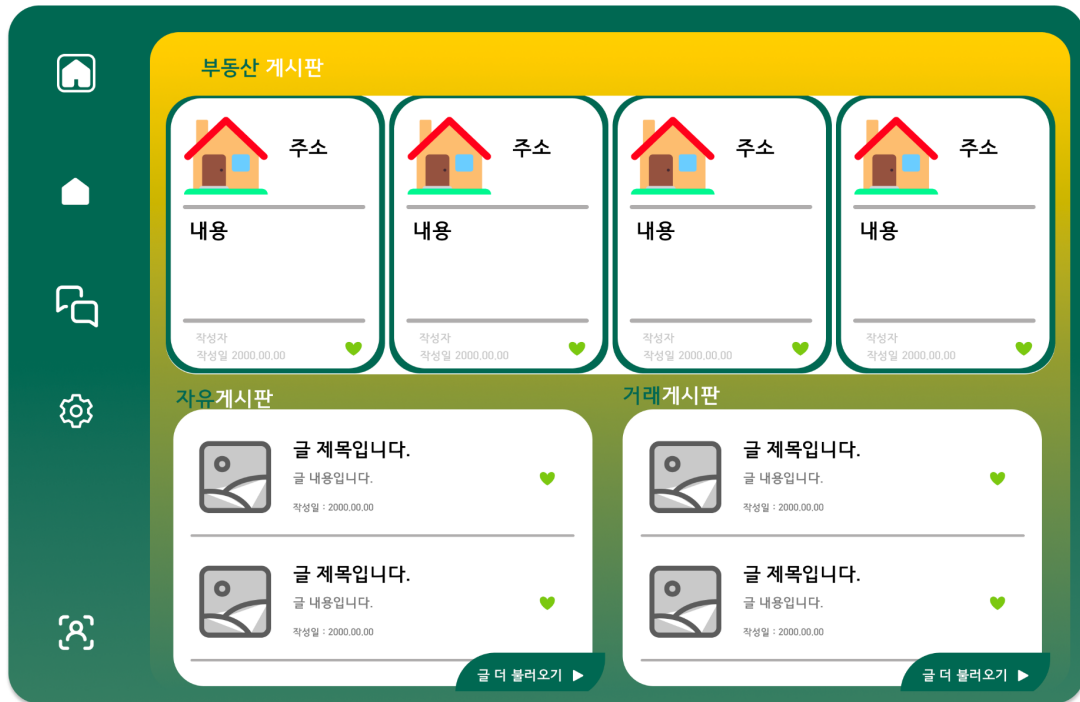 부동산 게시판
주소
내용
작성자
작성일 2000.00.00
주소
내용
작성자
작성일 2000.00.00
주소
내용
작성자
작성일 2000.00.00
주소
내용
작성자
작성일 2000.00.00
자유게시판
글 제목입니다.
글 내용입니다.
작성일 : 2000.00.00
글 제목입니다.
글 내용입니다.
작성일 : 2000.00.00
글 더 불러오기 ▶
거래게시판
글 제목입니다.
글 내용입니다.
작성일 : 2000.00.00
글 제목입니다.
글 내용입니다.
작성일 : 2000.00.00
글 더 불러오기 ▶